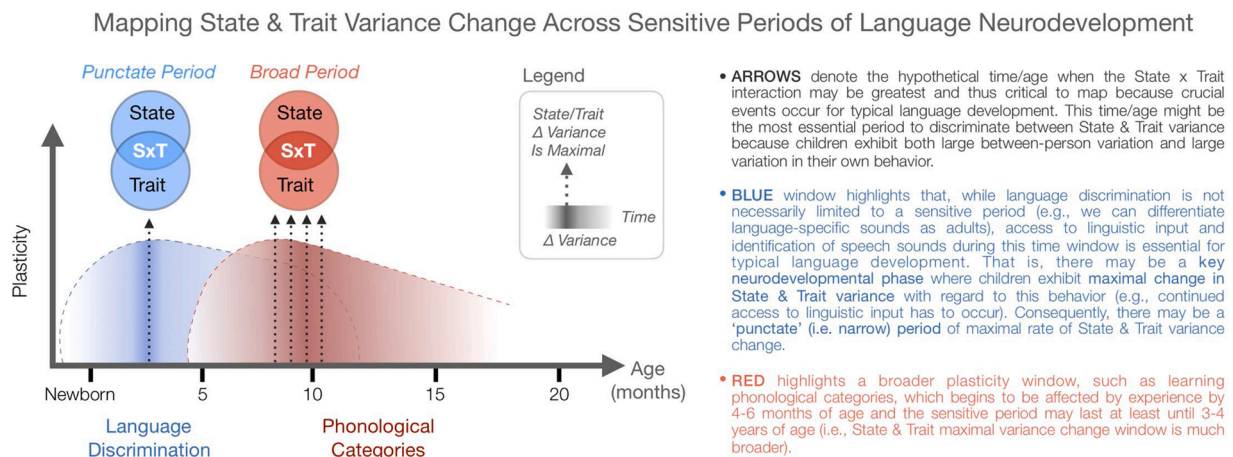 Mapping State & Trait Variance Change Across Sensitive Periods of Language Neurodevelopment
Punctate Period
Broad Period
State
SxT
Trait
State
SxT
Trait
Plasticity
Newborn
5
10
15
20
Age
(months)
Language
Discrimination
Phonological
Categories
Legend
State/Trait
Δ Variance
Is Maximal
Time
Δ Variance
• ARROWS denote the hypothetical time/age when the State x Trait
interaction may be greatest and thus critical to map because crucial
events occur for typical language development. This time/age might be
the most essential period to discriminate between State & Trait variance
because children exhibit both large between-person variation and large
variation in their own behavior.
• BLUE window highlights that, while language discrimination is not
necessarily limited to a sensitive period (e.g., we can differentiate
language-specific sounds as adults), access to linguistic input and
identification of speech sounds during this time window is essential for
typical language development. That is, there may be a key
neurodevelopmental phase where children exhibit maximal change in
State & Trait variance with regard to this behavior (e.g., continued
access to linguistic input has to occur). Consequently, there may be a
‘punctate’ (i.e. narrow) period of maximal rate of State & Trait variance
change.
• RED highlights a broader plasticity window, such as learning
phonological categories, which begins to be affected by experience by
4-6 months of age and the sensitive period may last at least until 3-4
years of age (i.e., State & Trait maximal variance change window is much
broader).